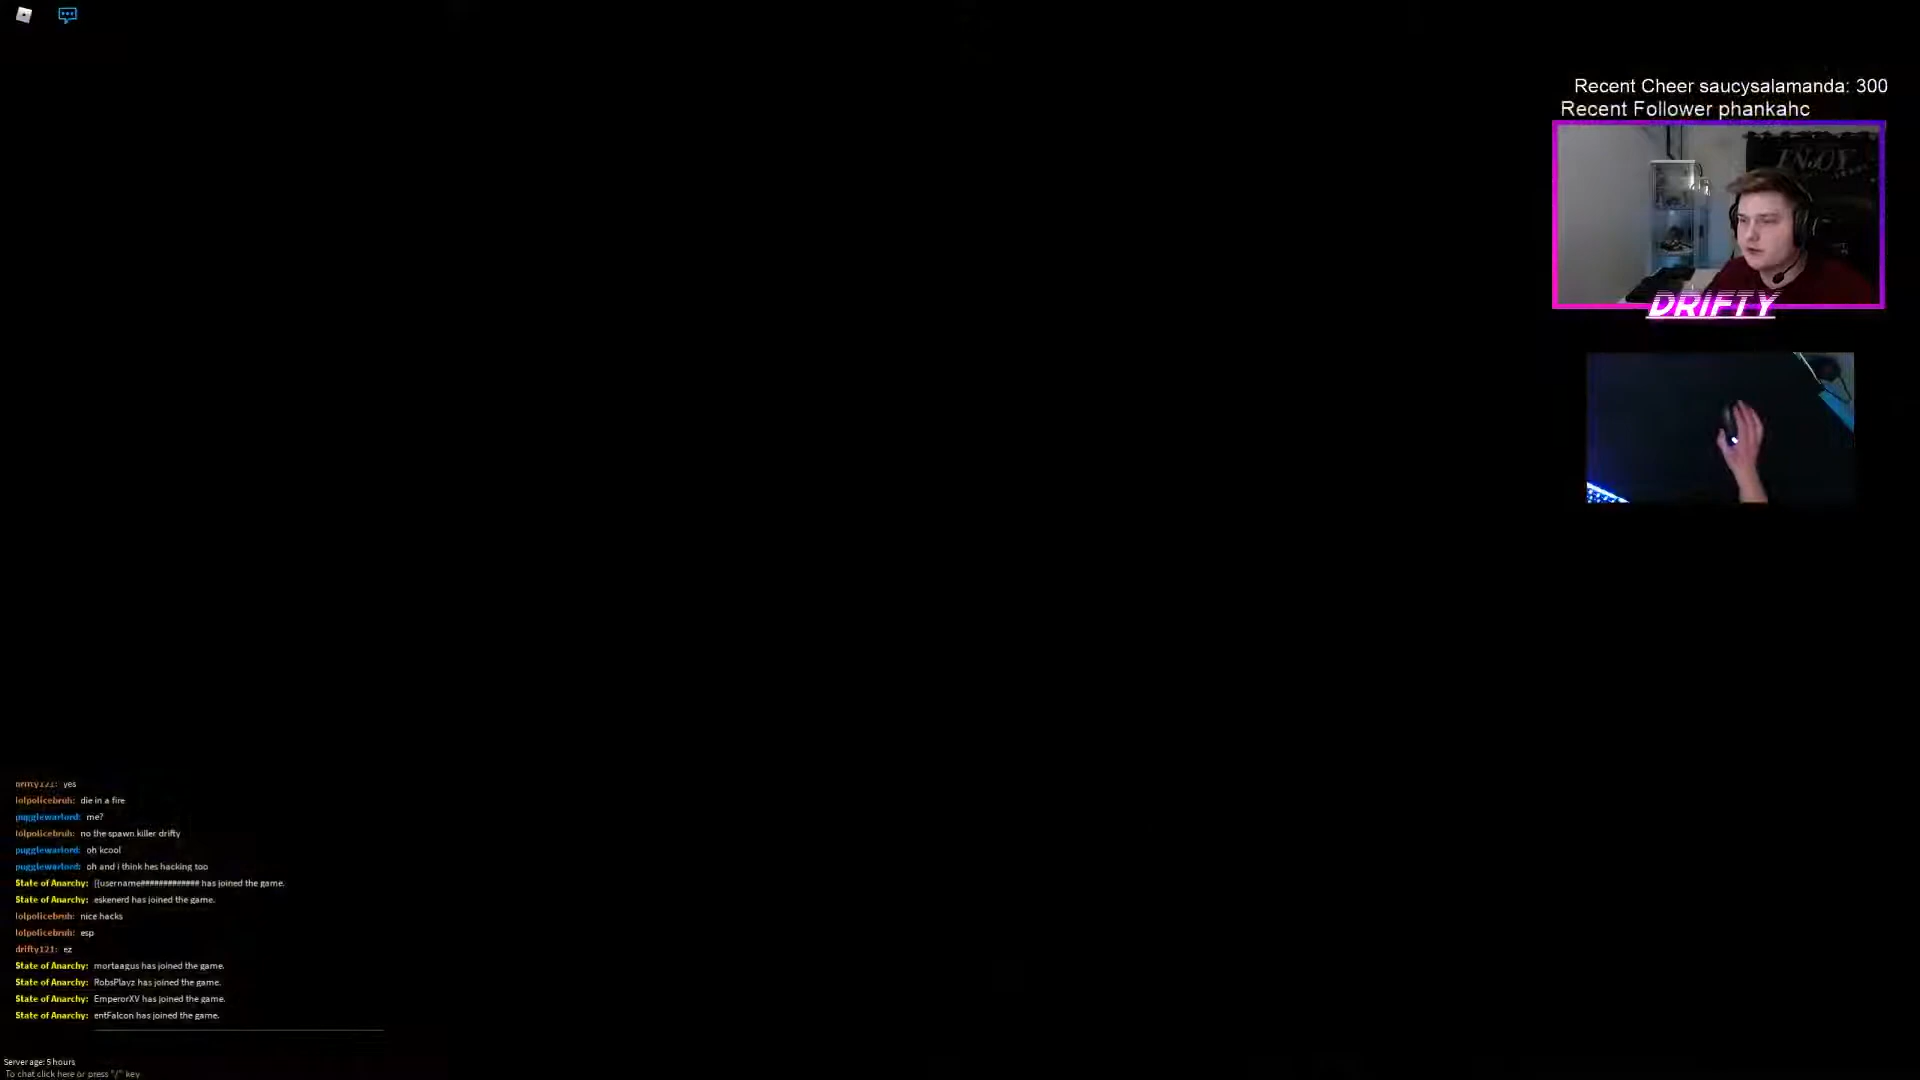 Recent Cheer saucysalamanda: 300
Recent Follower phankahc
ENJOY
DRIFTY
drifty121: yes
lolpolicebruh: die in a fire
pugglewarlord: me?
lolpolicebruh: no the spawn killer drifty
pugglewarlord: oh kcool
pugglewarlord: oh and i think hes hacking too
State of Anarchy: [{username############# has joined the game.
State of Anarchy: eskenerd has joined the game.
lolpolicebruh: nice hacks
lolpolicebruh: esp
drifty121: ez
State of Anarchy: mortaagus has joined the game.
State of Anarchy: RobsPlayz has joined the game.
State of Anarchy: EmperorXV has joined the game.
State of Anarchy: entFalcon has joined the game.
Server age: 5 hours
To chat click here or press "/" key